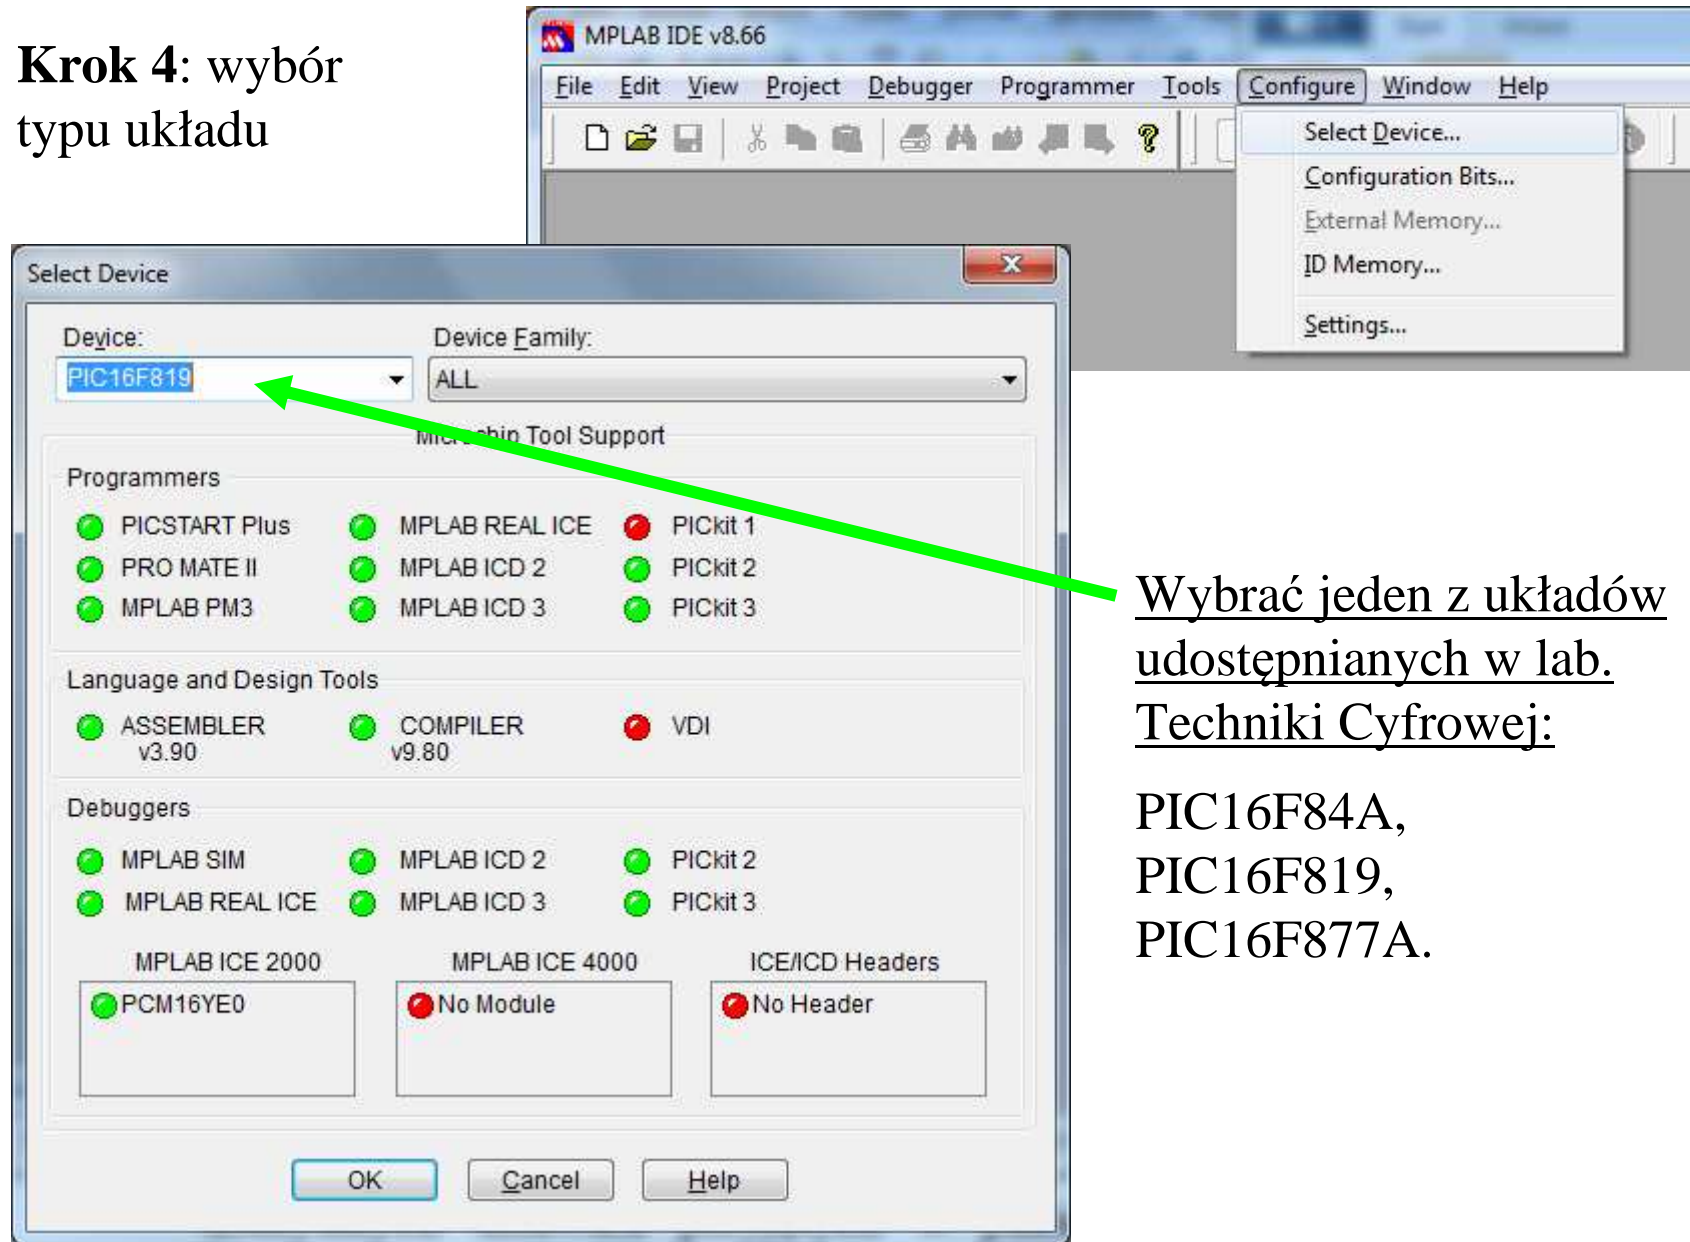 Krok 4: wybór
typu układu
MPLAB IDE v8.66
File Edit View Project Debugger Programmer Tools Configure Window Help
Select Device...
Configuration Bits...
External Memory...
ID Memory...
Settings...
Select Device
Device: Device Family:
PIC16F819 ALL
Microchip Tool Support
Programmers
PICSTART Plus MPLAB REAL ICE PICkit 1
PRO MATE II MPLAB ICD 2 PICkit 2
MPLAB PM3 MPLAB ICD 3 PICkit 3
Language and Design Tools
ASSEMBLER COMPILER VDI
v3.90 v9.80
Debuggers
MPLAB SIM MPLAB ICD 2 PICkit 2
MPLAB REAL ICE MPLAB ICD 3 PICkit 3
MPLAB ICE 2000 MPLAB ICE 4000 ICE/ICD Headers
PCM16YE0 No Module No Header
OK Cancel Help
Wybrać jeden z układów
udostępnianych w lab.
Techniki Cyfrowej:
PIC16F84A,
PIC16F819,
PIC16F877A.